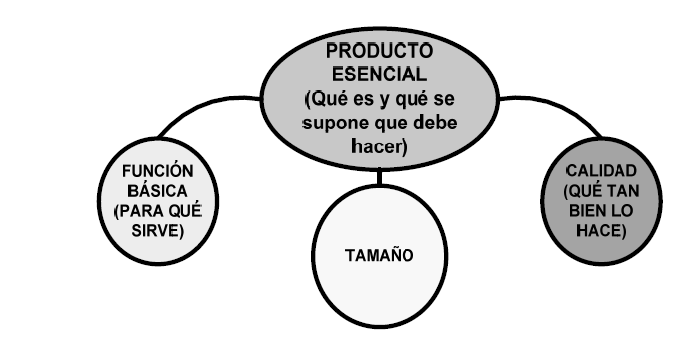 PRODUCTO
ESENCIAL
(Qué es y qué se
supone que debe
hacer)
FUNCIÓN
BÁSICA
(PARA QUÉ
SIRVE)
TAMAÑO
CALIDAD
(QUÉ TAN
BIEN LO
HACE)